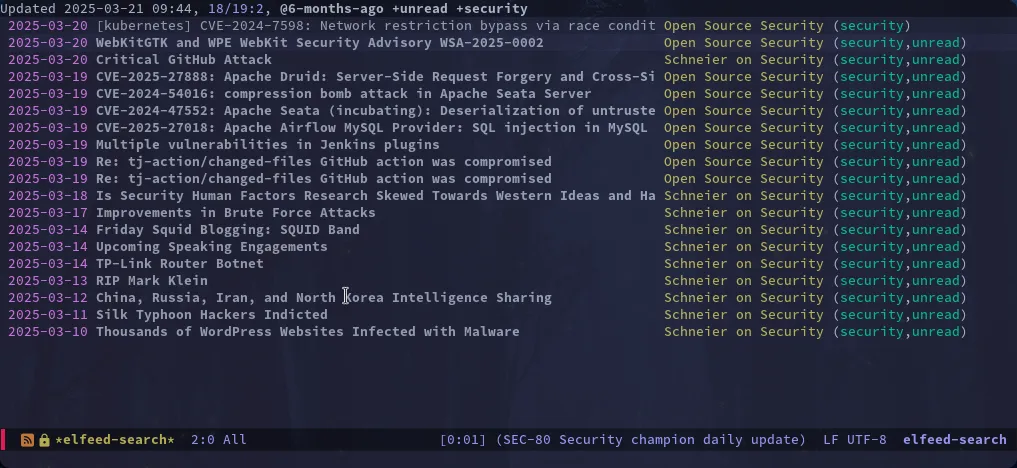 Updated 2025-03-21 09:44, 18/19:2, @6-months-ago +unread +security
2025-03-20 [kubernetes] CVE-2024-7598: Network restriction bypass via race condit Open Source Security (security)
2025-03-20 WebKitGTK and WPE WebKit Security Advisory WSA-2025-0002 Open Source Security (security,unread)
2025-03-20 Critical GitHub Attack Schneier on Security (security,unread)
2025-03-19 CVE-2025-27888: Apache Druid: Server-Side Request Forgery and Cross-Si Open Source Security (security,unread)
2025-03-19 CVE-2024-54016: compression bomb attack in Apache Seata Server Open Source Security (security,unread)
2025-03-19 CVE-2024-47552: Apache Seata (incubating): Deserialization of untruste Open Source Security (security,unread)
2025-03-19 CVE-2025-27018: Apache Airflow MySQL Provider: SQL injection in MySQL Open Source Security (security,unread)
2025-03-19 Multiple vulnerabilities in Jenkins plugins Open Source Security (security,unread)
2025-03-19 Re: tj-action/changed-files GitHub action was compromised Open Source Security (security,unread)
2025-03-19 Re: tj-action/changed-files GitHub action was compromised Open Source Security (security,unread)
2025-03-18 Is Security Human Factors Research Skewed Towards Western Ideas and Ha Schneier on Security (security,unread)
2025-03-17 Improvements in Brute Force Attacks Schneier on Security (security,unread)
2025-03-14 Friday Squid Blogging: SQUID Band Schneier on Security (security,unread)
2025-03-14 Upcoming Speaking Engagements Schneier on Security (security,unread)
2025-03-14 TP-Link Router Botnet Schneier on Security (security,unread)
2025-03-13 RIP Mark Klein Schneier on Security (security,unread)
2025-03-12 China, Russia, Iran, and North Korea Intelligence Sharing Schneier on Security (security,unread)
2025-03-11 Silk Typhoon Hackers Indicted Schneier on Security (security,unread)
2025-03-10 Thousands of WordPress Websites Infected with Malware Schneier on Security (security,unread)
*elfeed-search* 2:0 All [0:01] (SEC-80 Security champion daily update) LF UTF-8 elfeed-search